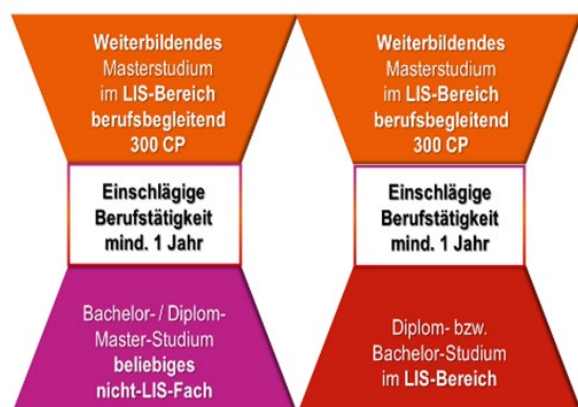 Weiterbildendes
Masterstudium
im LIS-Bereich
berufsbegleitend
300 CP
Einschlägige
Berufstätigkeit
mind. 1 Jahr
Bachelor- / Diplom-
Master-Studium
beliebiges
nicht-LIS-Fach
Weiterbildendes
Masterstudium
im LIS-Bereich
berufsbegleitend
300 CP
Einschlägige
Berufstätigkeit
mind. 1 Jahr
Diplom- bzw.
Bachelor-Studium
im LIS-Bereich